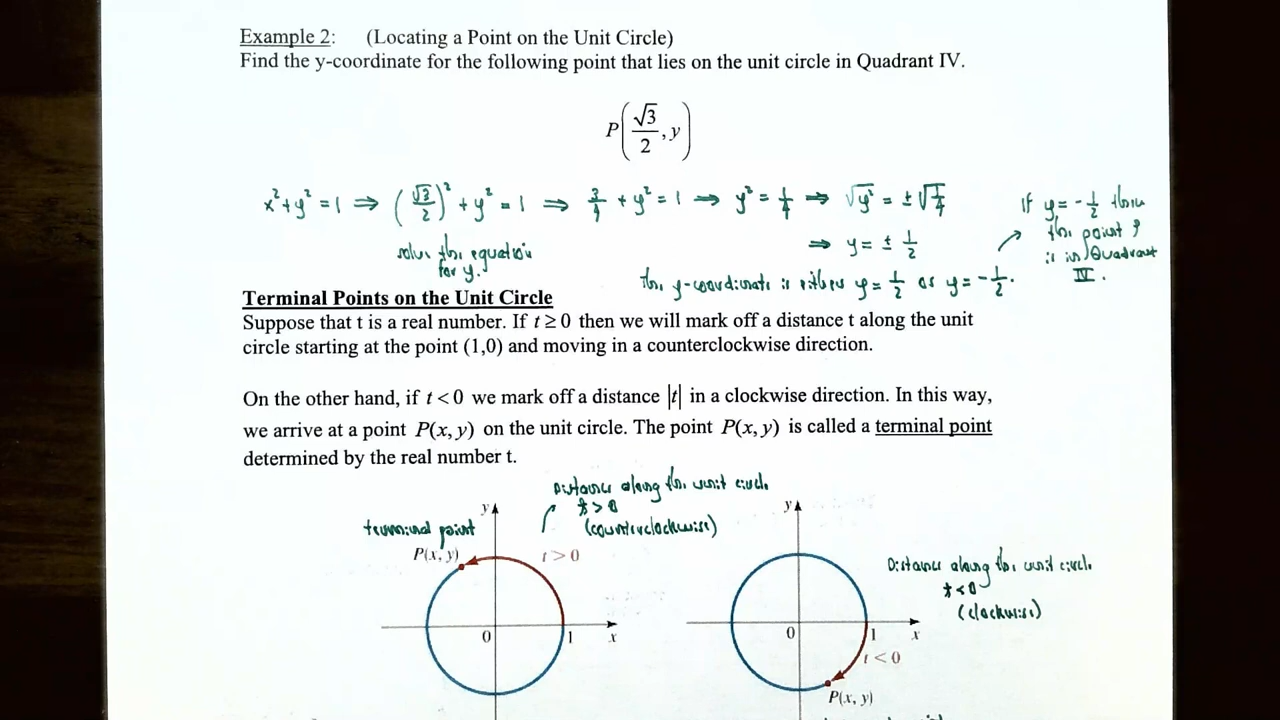 Example 2: (Locating a Point on the Unit Circle)
Find the y-coordinate for the following point that lies on the unit circle in Quadrant IV.
P(√3/2, y)
x²+y²=1 ⇒ (√3/2)²+y²=1 ⇒ 3/4+y²=1 ⇒ y²=1/4 ⇒ √y²=±√1/4
⇒ y=±1/2
solve this equation
for y.
The y-coordinate is either y=1/2 or y=-1/2.
If y=-1/2 then
the point P
is in Quadrant
IV.
Terminal Points on the Unit Circle
Suppose that t is a real number. If t≥0 then we will mark off a distance t along the unit
circle starting at the point (1,0) and moving in a counterclockwise direction.
On the other hand, if t<0 we mark off a distance |t| in a clockwise direction. In this way,
we arrive at a point P(x, y) on the unit circle. The point P(x, y) is called a terminal point
determined by the real number t.
Distance along the unit circle
t>0
(counterclockwise)
terminal point
P(x, y)
y
t>0
0
1
x
y
Distance along the unit circle
t<0
(clockwise)
0
1
x
t<0
P(x, y)